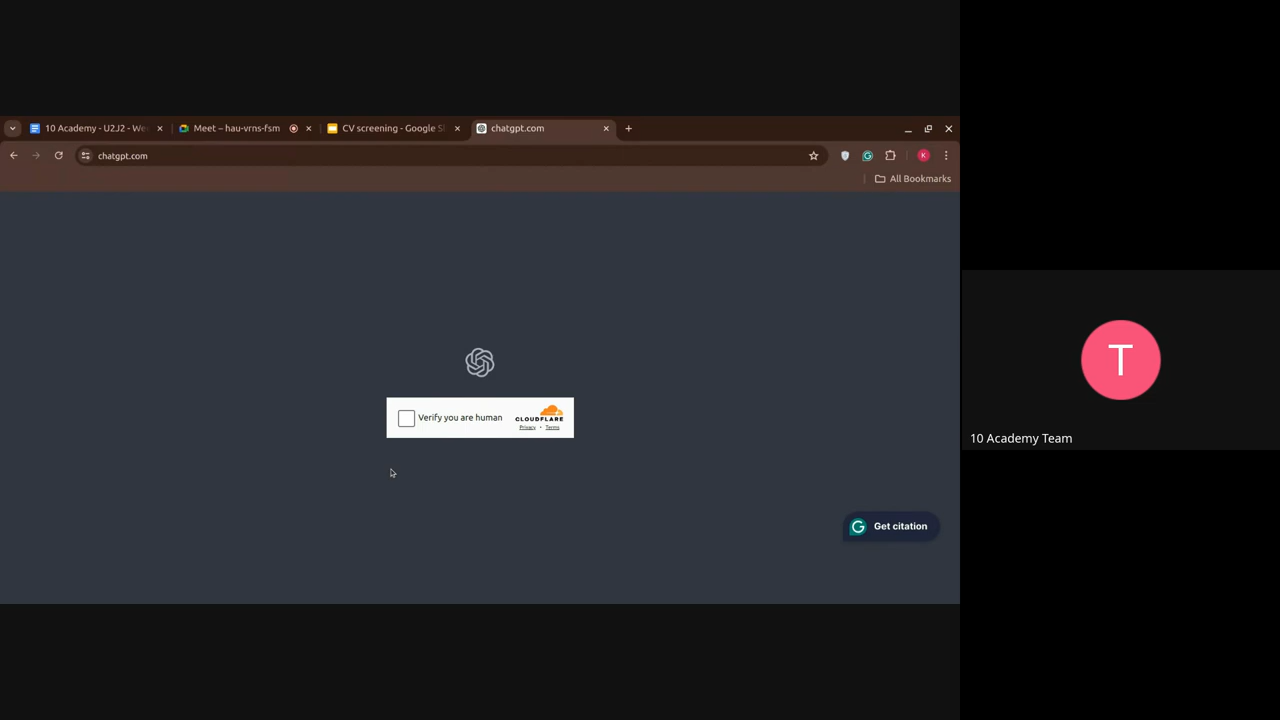 10 Academy - U2J2 - We
Meet – hau-vrns-fsm
CV screening - Google Sl
chatgpt.com
chatgpt.com
K
All Bookmarks
Verify you are human
CLOUDFLARE
Privacy • Terms
T
10 Academy Team
G Get citation